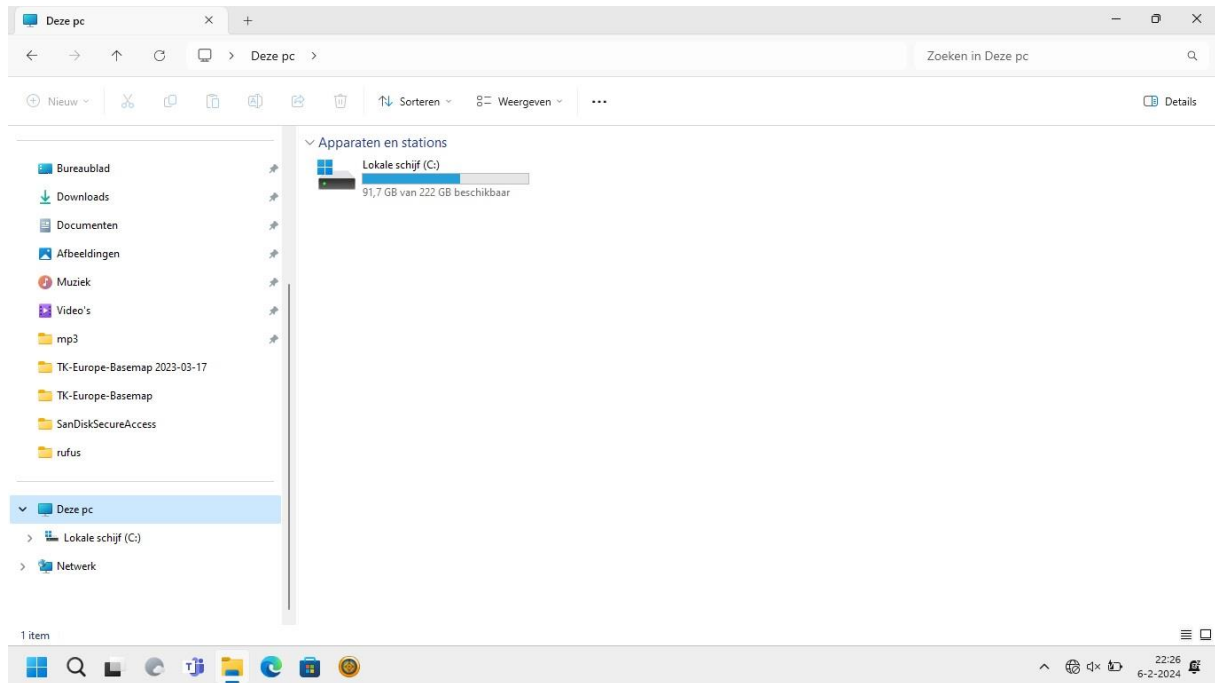 Deze pc
Deze pc
Zoeken in Deze pc
Nieuw
Sorteren
Weergeven
Details
Bureaublad
Downloads
Documenten
Afbeeldingen
Muziek
Video's
mp3
TK-Europe-Basemap 2023-03-17
TK-Europe-Basemap
SanDiskSecureAccess
rufus
Deze pc
Lokale schijf (C:)
Netwerk
Apparaten en stations
Lokale schijf (C:)
91,7 GB van 222 GB beschikbaar
1 item
22:26
6-2-2024